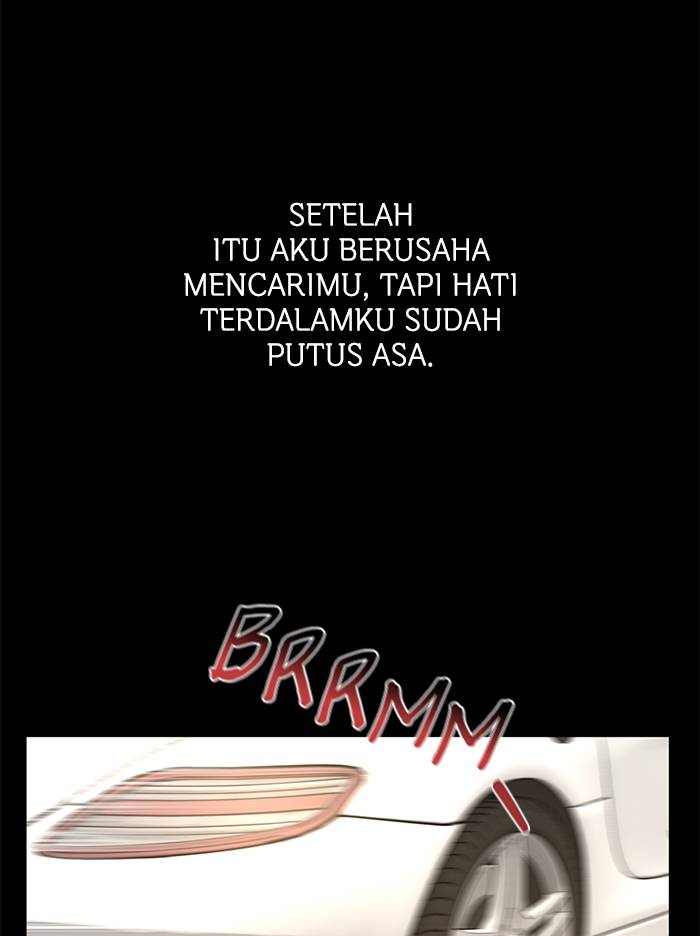 SETELAH
ITU AKU BERUSAHA
MENCARIMU, TAPI HATI
TERDALAMKU SUDAH
PUTUS ASA.
BRRMM